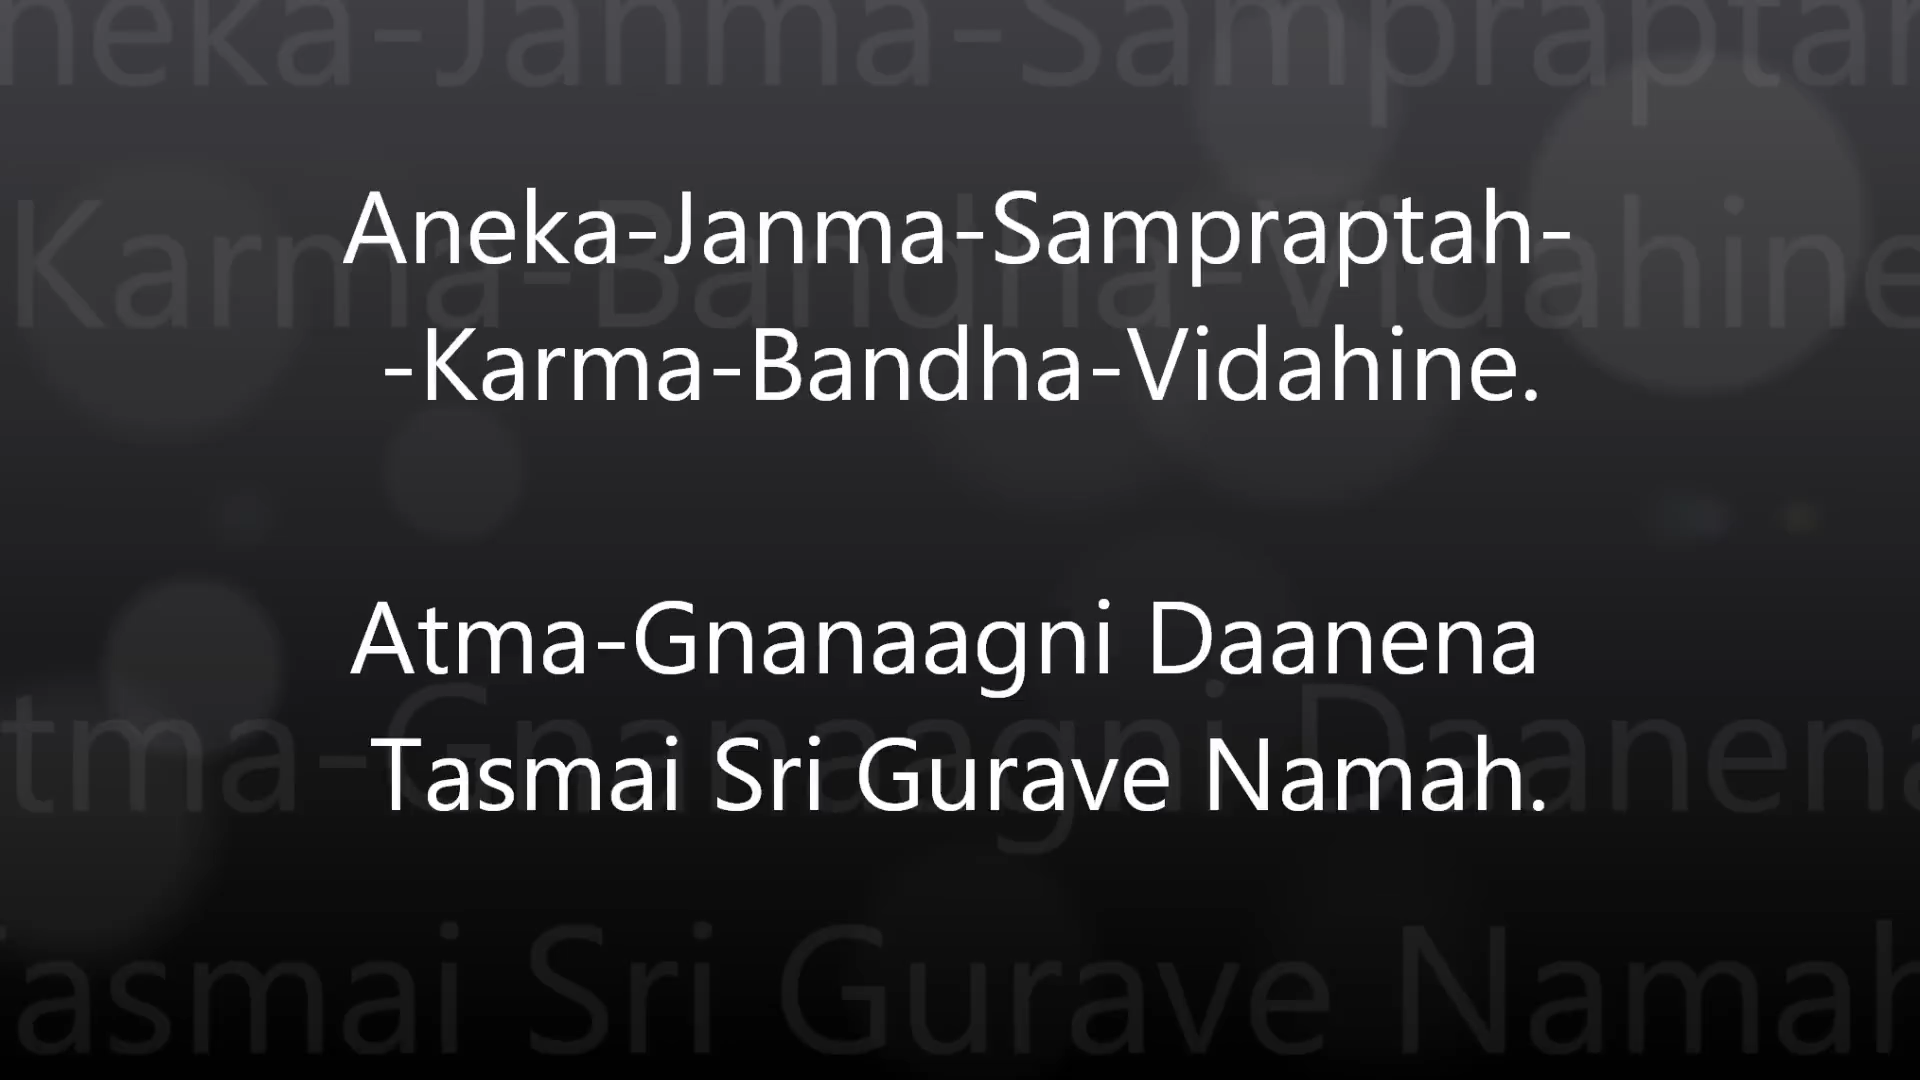 Aneka-Janma-Sampraptah-
-Karma-Bandha-Vidahine.
Atma-Gnanaagni Daanena
Tasmai Sri Gurave Namah.